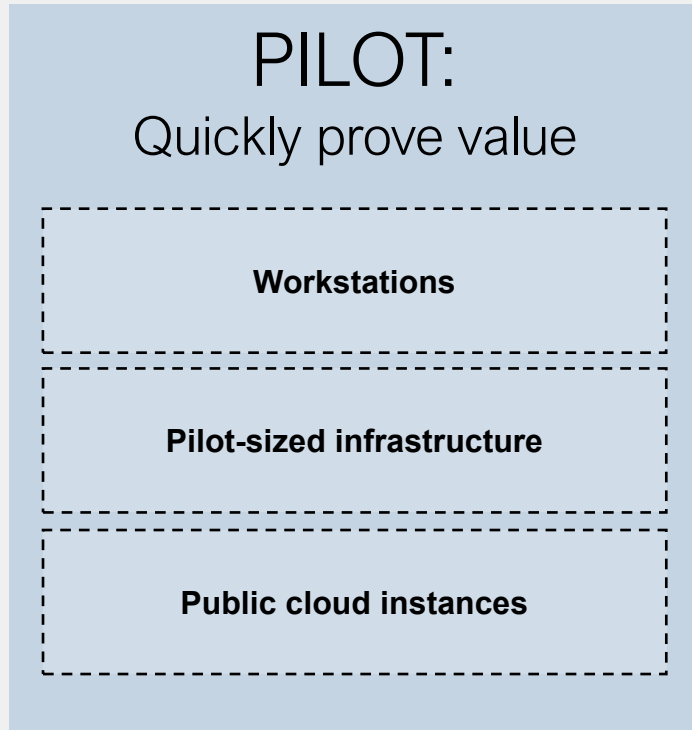 PILOT:
Quickly prove value
Workstations
Pilot-sized infrastructure
Public cloud instances